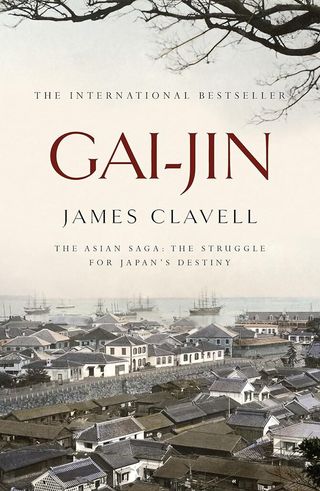 THE INTERNATIONAL BESTSELLER
GAI-JIN
JAMES CLAVELL
THE ASIAN SAGA: THE STRUGGLE
FOR JAPAN'S DESTINY